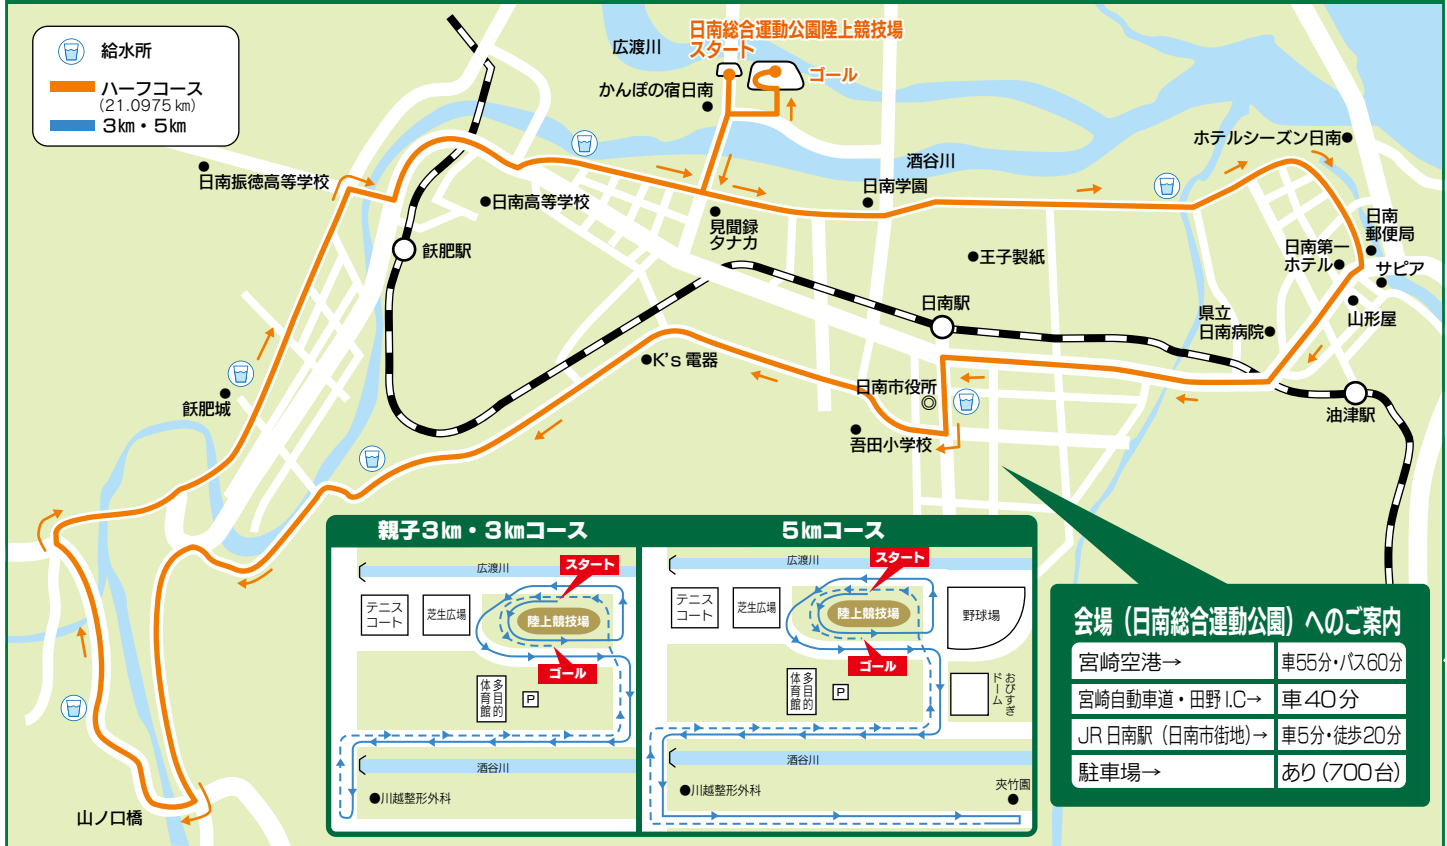 給水所
ハーフコース
(21.0975km)
3km・5km
広渡川
日南総合運動公園陸上競技場
スタート
ゴール
かんぽの宿日南
ホテルシーズン日南
酒谷川
日南振徳高等学校
日南高等学校
日南学園
見聞録
タナカ
日南
郵便局
飫肥駅
王子製紙
日南第一
ホテル
サピア
日南駅
県立
日南病院
山形屋
K's 電器
飫肥城
日南市役所
油津駅
吾田小学校
山ノ口橋
親子3km・3kmコース
広渡川
スタート
テニス
コート
芝生広場
陸上競技場
ゴール
多目的
体育館
P
酒谷川
川越整形外科
5kmコース
広渡川
スタート
テニス
コート
芝生広場
陸上競技場
野球場
ゴール
多目的
体育館
P
おびすぎ
ドーム
酒谷川
川越整形外科
夾竹園
会場（日南総合運動公園）へのご案内
宮崎空港→ 車55分・バス60分
宮崎自動車道・田野I.C→ 車40分
JR日南駅（日南市街地）→ 車5分・徒歩20分
駐車場→ あり（700台）